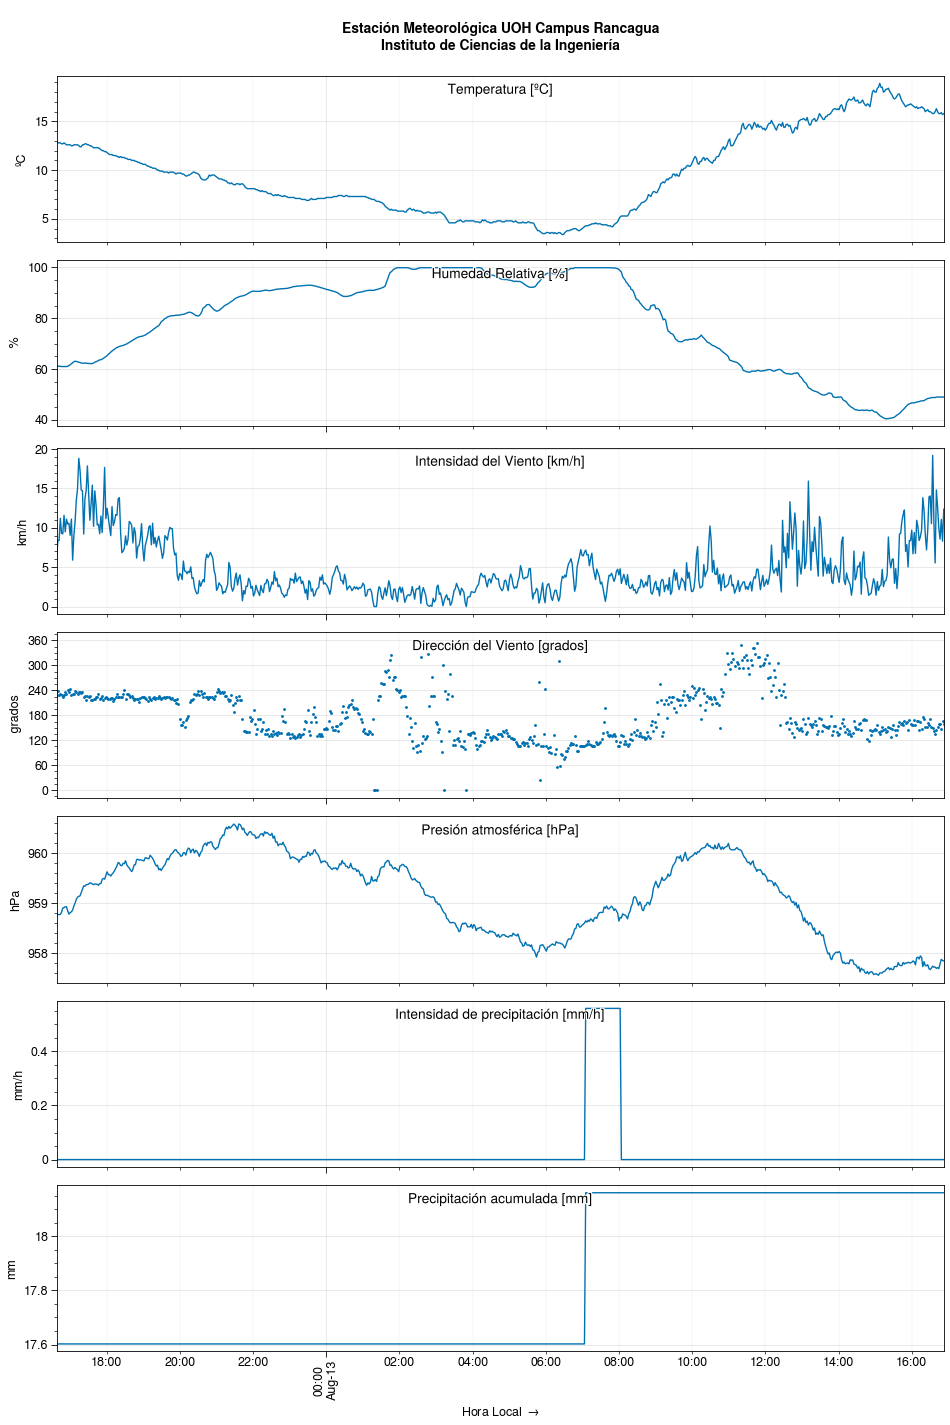 Estación Meteorológica UOH Campus Rancagua
Instituto de Ciencias de la Ingeniería
Temperatura [ºC]
ºC
15
10
5
Humedad Relativa [%]
%
100
80
60
40
Intensidad del Viento [km/h]
km/h
20
15
10
5
0
Dirección del Viento [grados]
grados
360
300
240
180
120
60
0
Presión atmosférica [hPa]
hPa
960
959
958
Intensidad de precipitación [mm/h]
mm/h
0.4
0.2
0
Precipitación acumulada [mm]
mm
18
17.8
17.6
18:00 20:00 22:00 00:00 02:00 04:00 06:00 08:00 10:00 12:00 14:00 16:00
Aug-13
Hora Local →